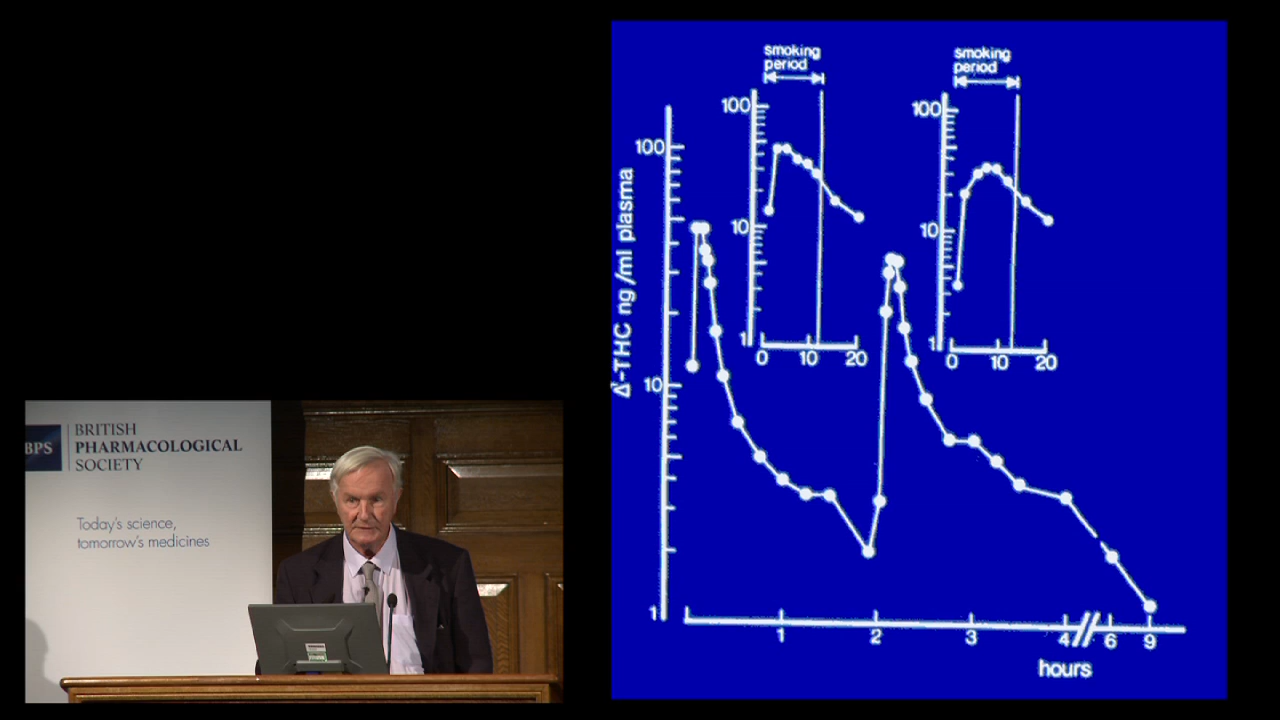 BPS
BRITISH
PHARMACOLOGICAL
SOCIETY
Today's science,
tomorrow's medicines
smoking
period
smoking
period
100
10
1
0
10
20
100
10
1
0
10
20
Δ¹-THC ng/ml plasma
100
10
1
1
2
3
4
6
9
hours